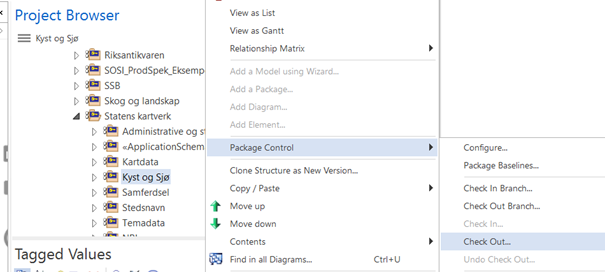 Project Browser
Kyst og Sjø
Riksantikvaren
SOSI_ProdSpek_Eksemp
SSB
Skog og landskap
Statens kartverk
Administrative og st
«ApplicationSchem
Kartdata
Kyst og Sjø
Samferdsel
Stedsnavn
Temadata
Tagged Values
View as List
View as Gantt
Relationship Matrix
Add a Model using Wizard...
Add a Package...
Add Diagram...
Add Element...
Package Control
Clone Structure as New Version...
Copy / Paste
Move up
Move down
Contents
Find in all Diagrams... Ctrl+U
Configure...
Package Baselines...
Check In Branch...
Check Out Branch...
Check In...
Check Out...
Undo Check Out...